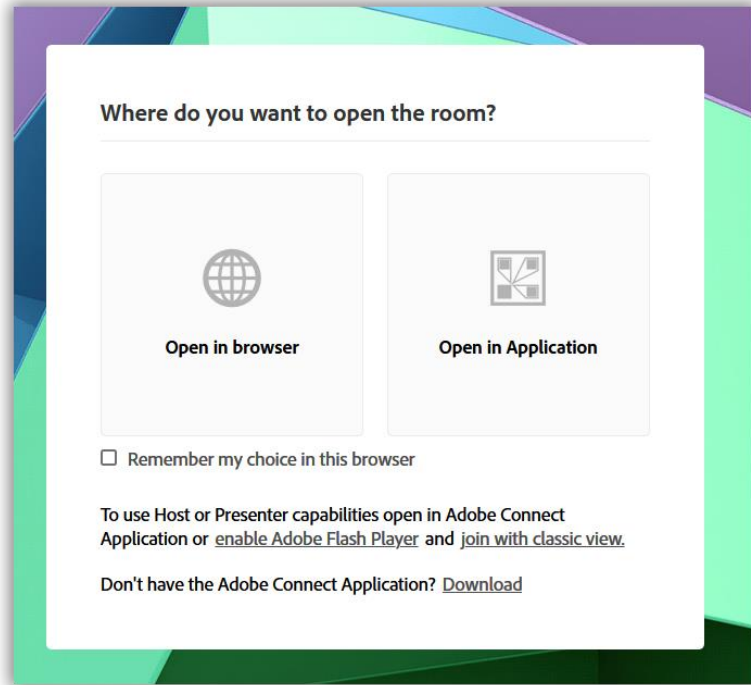 Where do you want to open the room?
Open in browser
Open in Application
Remember my choice in this browser
To use Host or Presenter capabilities open in Adobe Connect
Application or enable Adobe Flash Player and join with classic view.
Don't have the Adobe Connect Application? Download